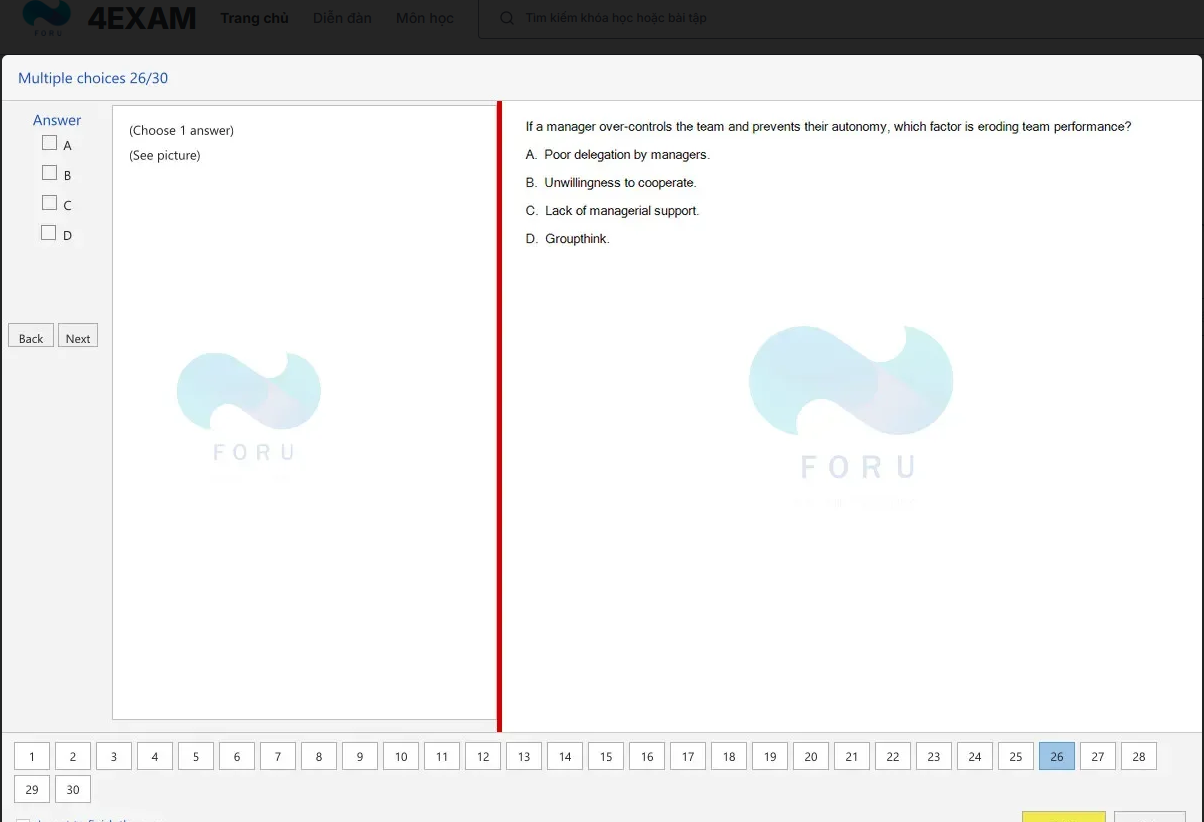 FORU
4EXAM
Trang chủ
Diễn đàn
Môn học
Tìm kiếm khóa học hoặc bài tập
Multiple choices 26/30
Answer
A
B
C
D
Back
Next
(Choose 1 answer)
(See picture)
FORU
If a manager over-controls the team and prevents their autonomy, which factor is eroding team performance?
A. Poor delegation by managers.
B. Unwillingness to cooperate.
C. Lack of managerial support.
D. Groupthink.
FORU
1 2 3 4 5 6 7 8 9 10 11 12 13 14 15 16 17 18 19 20 21 22 23 24 25 26 27 28
29 30